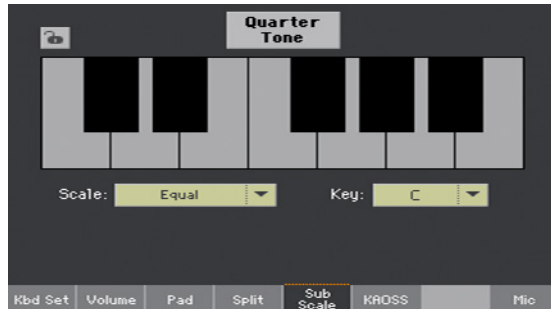 Quarter
Tone
Scale: Equal Key: C
Kbd Set Volume Pad Split Sub Scale KAOSS Mic